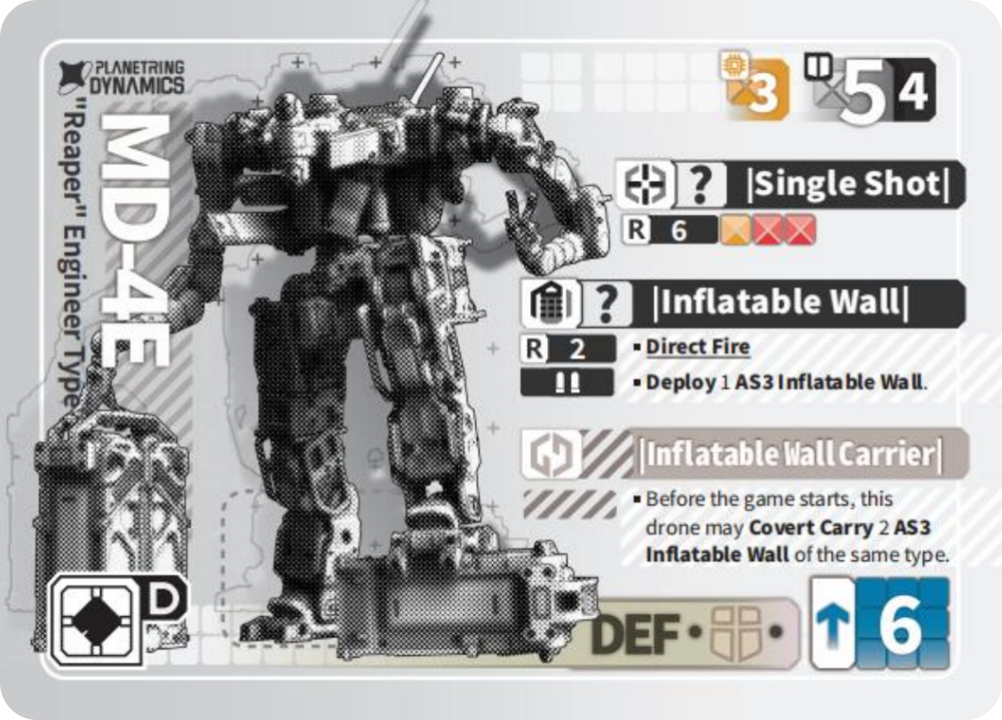 PLANETRING
DYNAMICS
"Reaper" Engineer Type
MD-4E
3
5 4
? |Single Shot|
R 6
? |Inflatable Wall|
R 2
▪ Direct Fire
▪ Deploy 1 AS3 Inflatable Wall.
|Inflatable Wall Carrier|
▪ Before the game starts, this
drone may Covert Carry 2 AS3
Inflatable Wall of the same type.
D
DEF • •
6